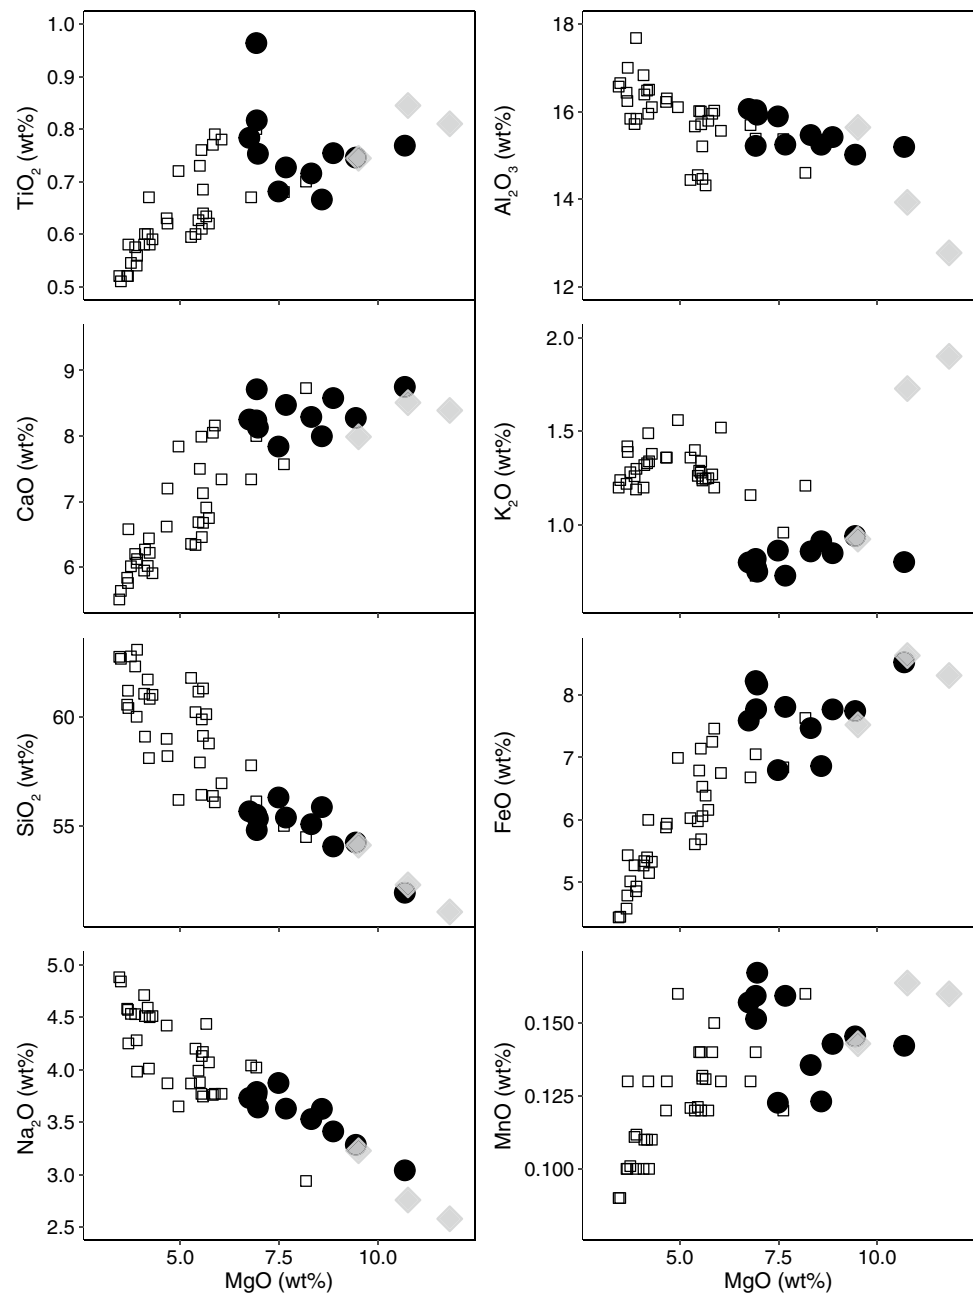 TiO₂ (wt%)
1.0
0.9
0.8
0.7
0.6
0.5
Al₂O₃ (wt%)
18
16
14
12
CaO (wt%)
9
8
7
6
K₂O (wt%)
2.0
1.5
1.0
SiO₂ (wt%)
60
55
FeO (wt%)
8
7
6
5
Na₂O (wt%)
5.0
4.5
4.0
3.5
3.0
2.5
5.0 7.5 10.0
MgO (wt%)
MnO (wt%)
0.150
0.125
0.100
5.0 7.5 10.0
MgO (wt%)